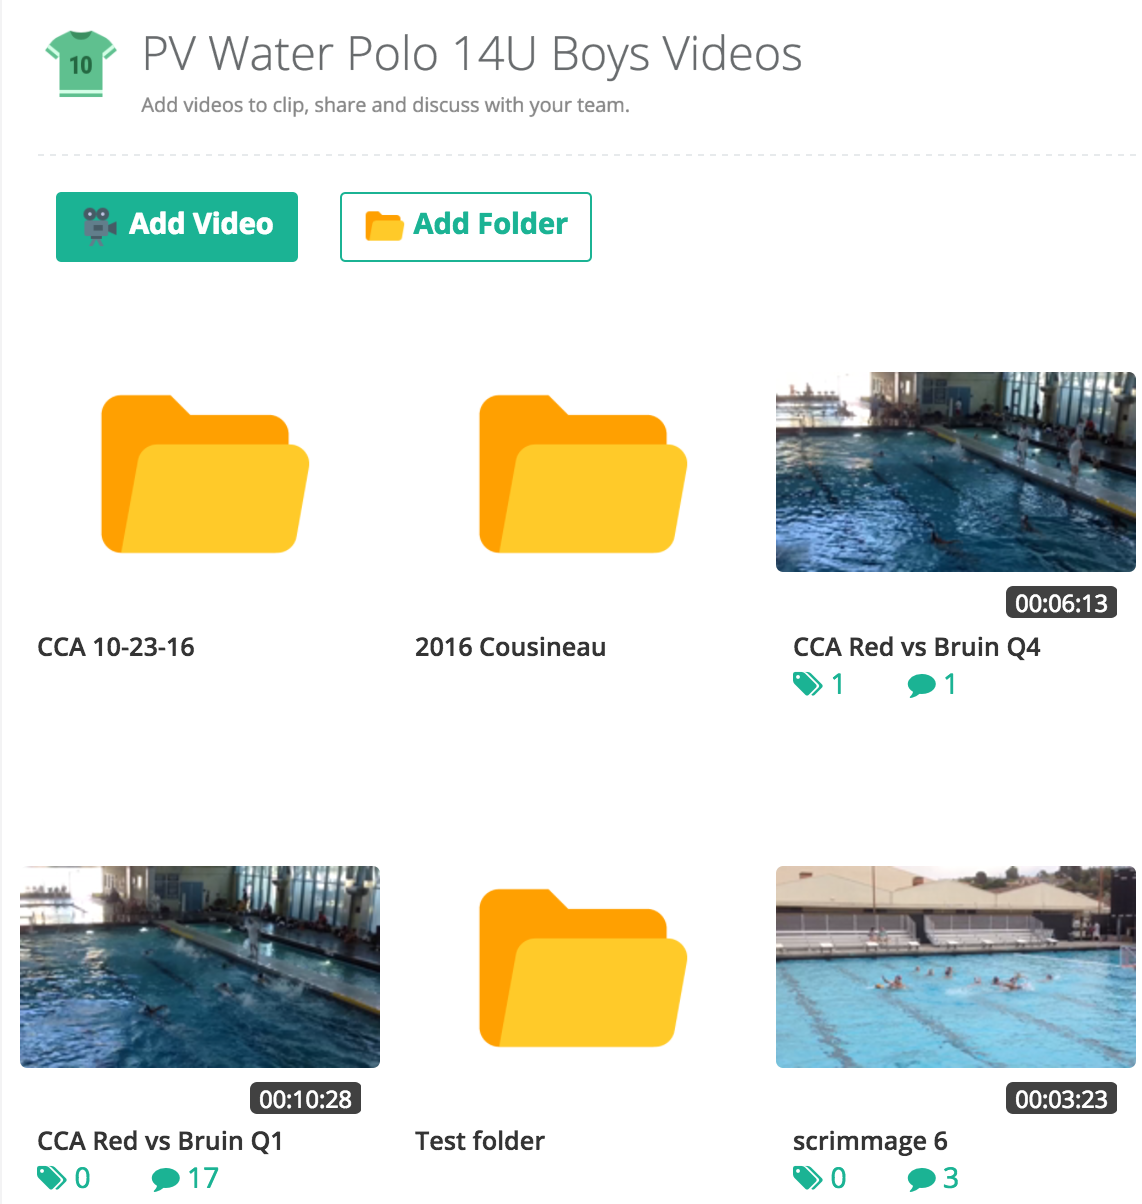 10
PV Water Polo 14U Boys Videos
Add videos to clip, share and discuss with your team.
Add Video
Add Folder
00:06:13
CCA 10-23-16
2016 Cousineau
CCA Red vs Bruin Q4
1
1
00:10:28
00:03:23
CCA Red vs Bruin Q1
Test folder
scrimmage 6
0
17
0
3